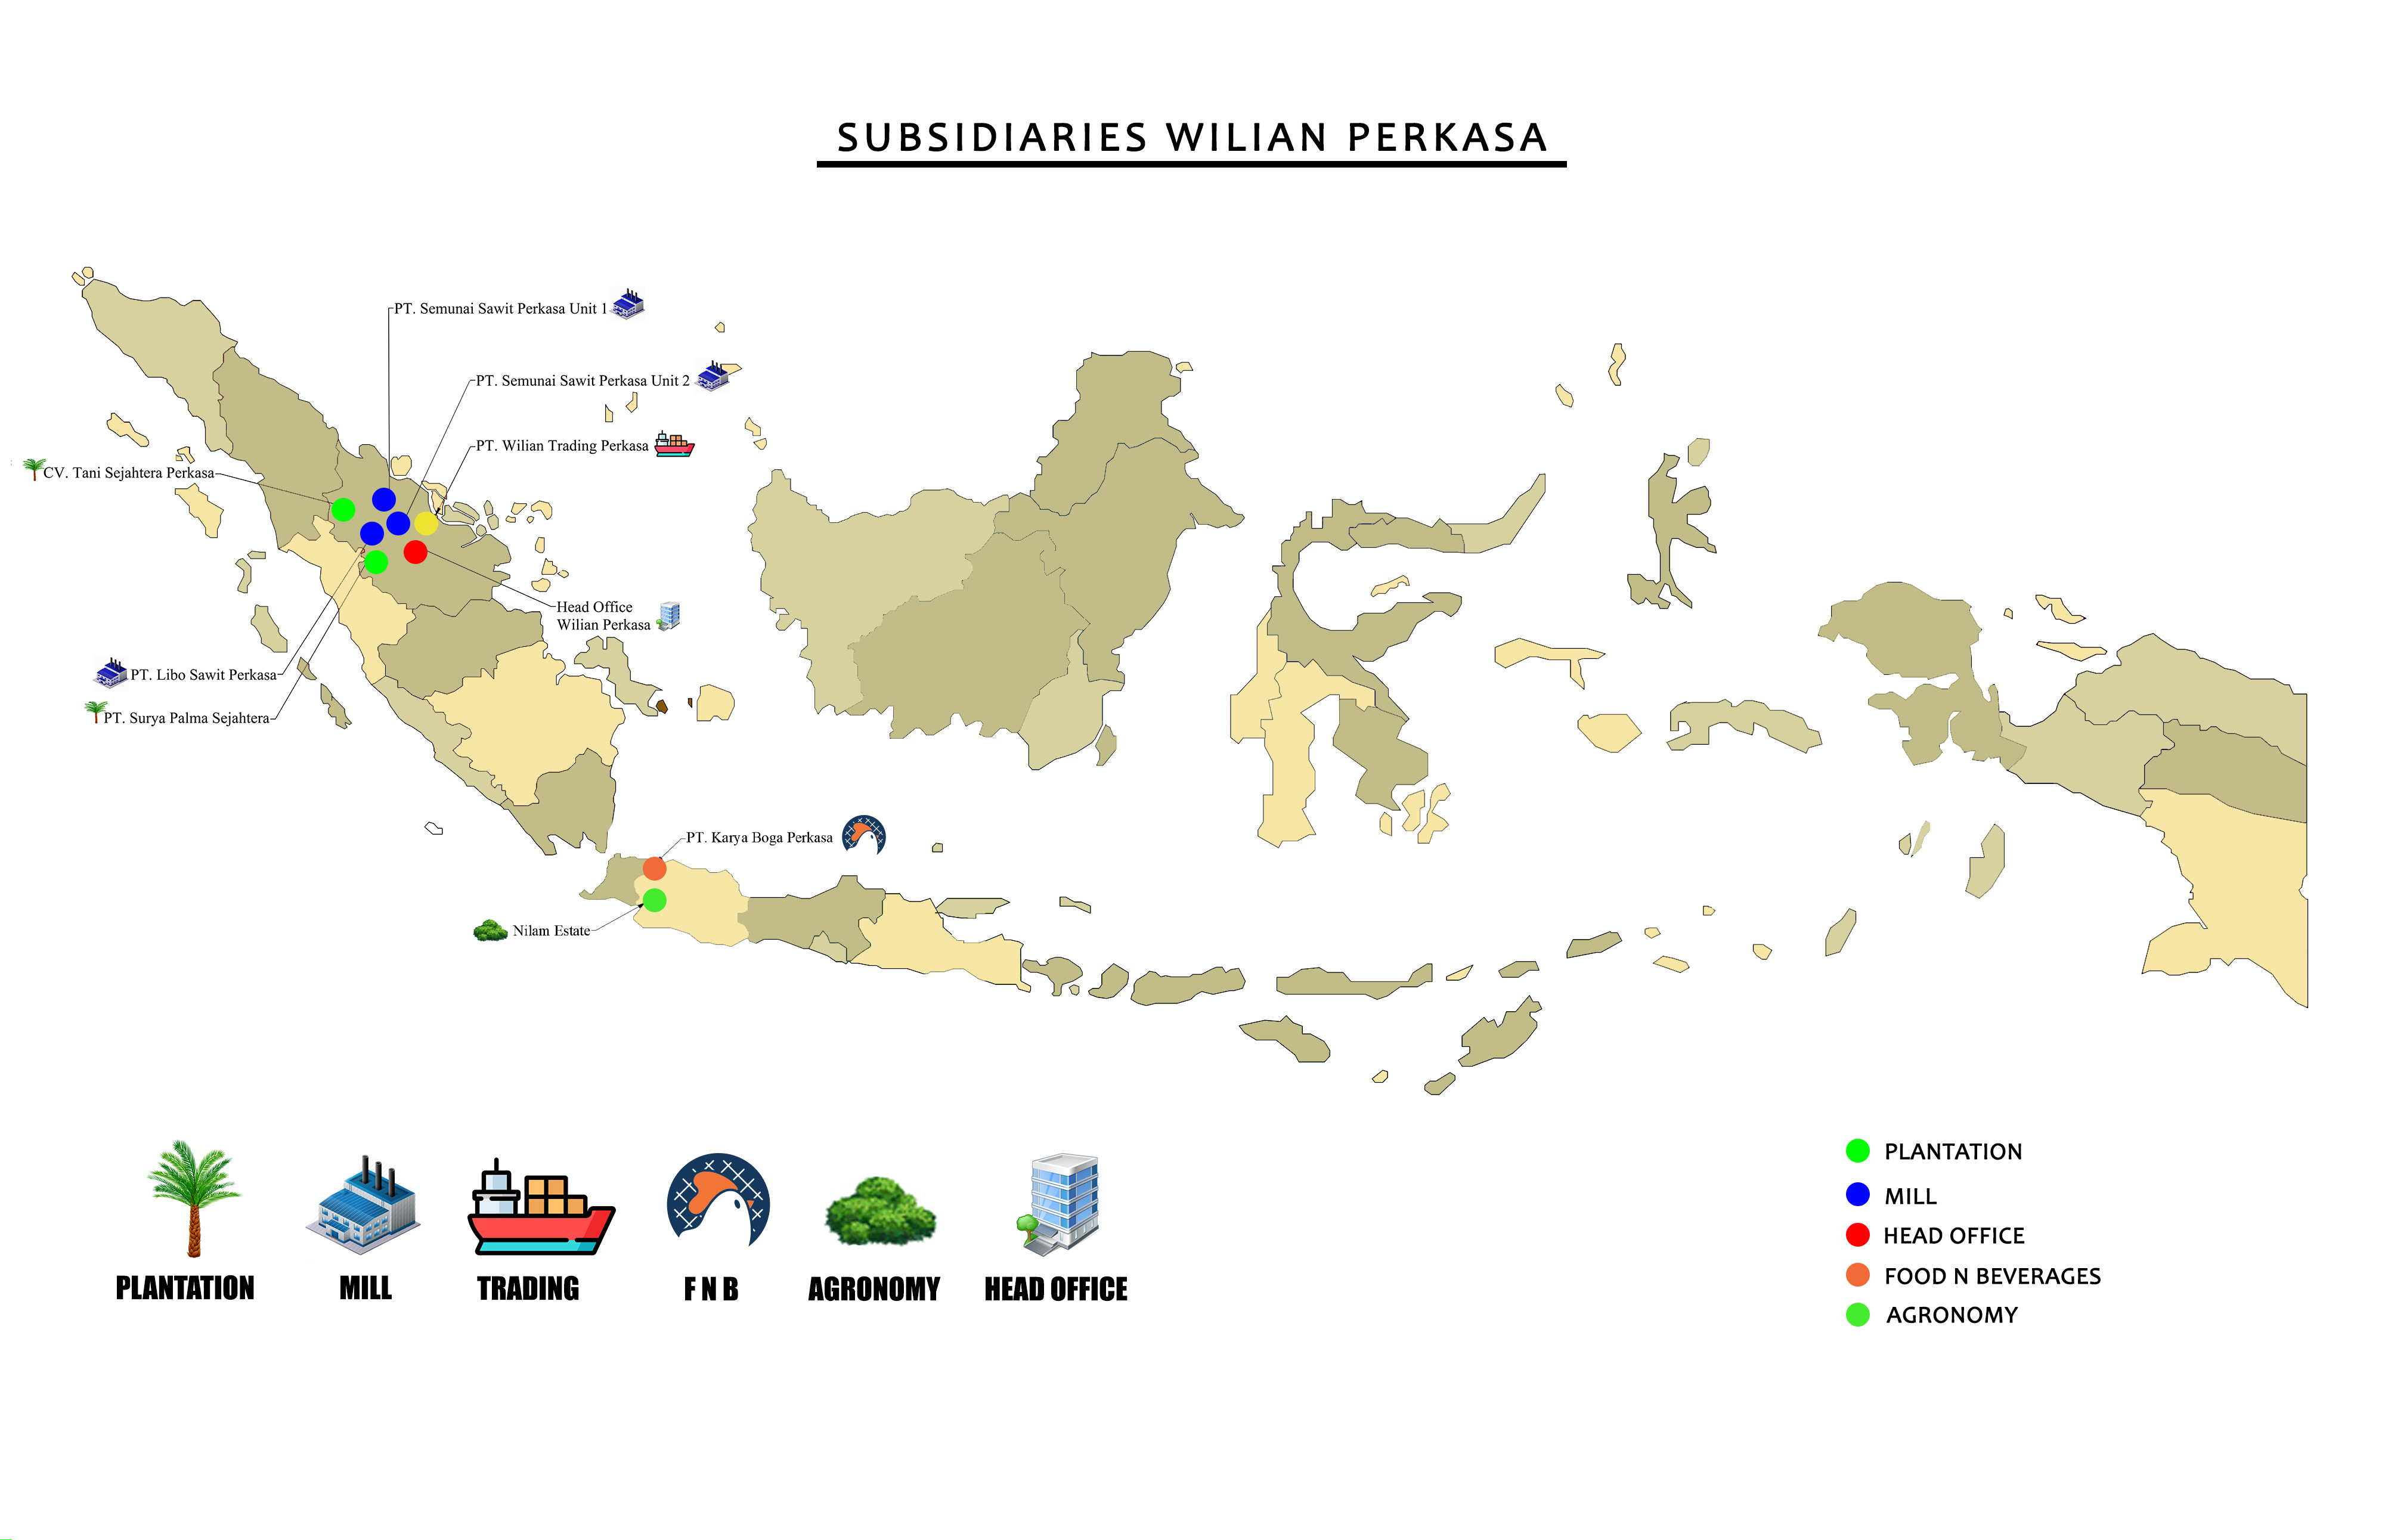 SUBSIDIARIES WILIAN PERKASA
PT. Semunai Sawit Perkasa Unit 1
PT. Semunai Sawit Perkasa Unit 2
PT. Wilian Trading Perkasa
CV. Tani Sejahtera Perkasa
Head Office
Wilian Perkasa
PT. Libo Sawit Perkasa
PT. Surya Palma Sejahtera
PT. Karya Boga Perkasa
Nilam Estate
PLANTATION
MILL
TRADING
F N B
AGRONOMY
HEAD OFFICE
PLANTATION
MILL
HEAD OFFICE
FOOD N BEVERAGES
AGRONOMY